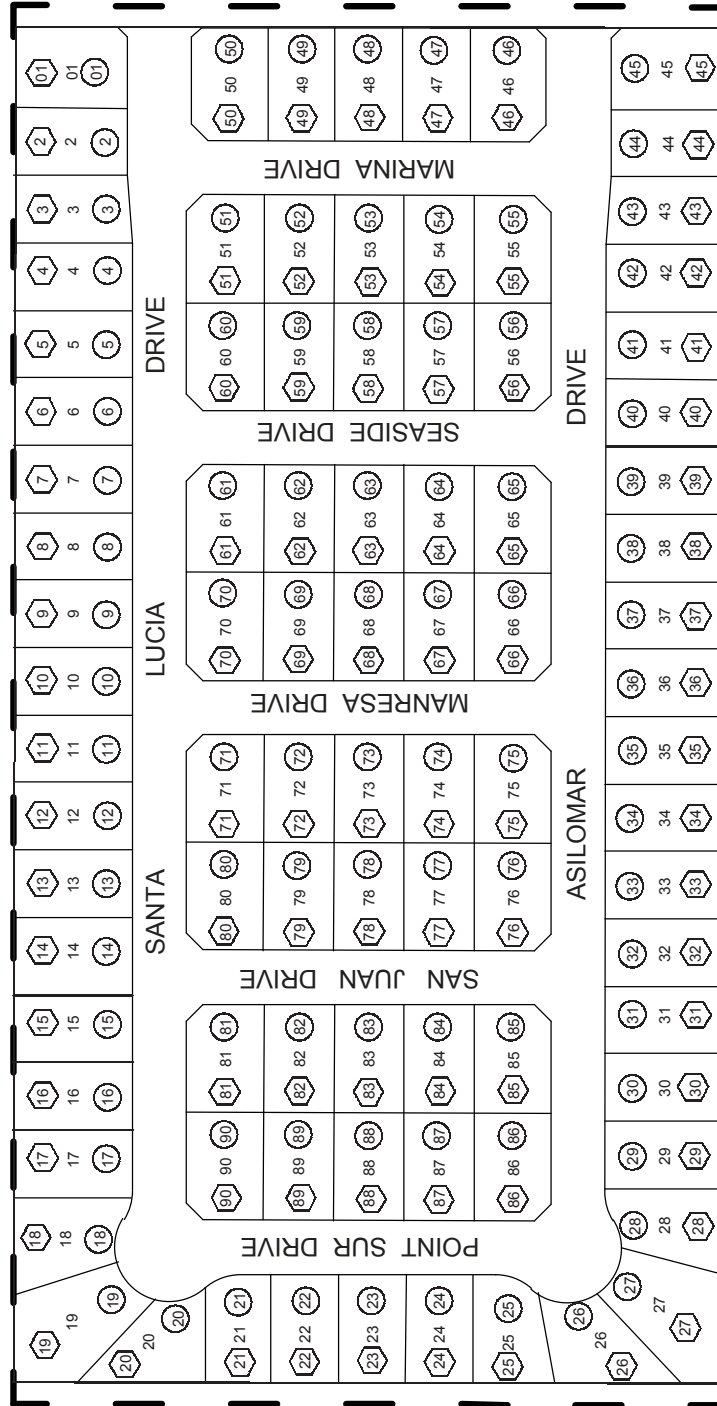 01 01 01
2 2 2
3 3 3
4 4 4
5 5 5
6 6 6
7 7 7
8 8 8
9 9 9
10 10 10
11 11 11
12 12 12
13 13 13
14 14 14
15 15 15
16 16 16
17 17 17
18 18 18
19 19 19
20 20 20
21 21 21
22 22 22
23 23 23
24 24 24
25 25 25
26 26 26
27 27 27
28 28 28
29 29 29
30 30 30
31 31 31
32 32 32
33 33 33
34 34 34
35 35 35
36 36 36
37 37 37
38 38 38
39 39 39
40 40 40
41 41 41
42 42 42
43 43 43
44 44 44
45 45 45
SANTA LUCIA DRIVE
46 46 46
47 47 47
48 48 48
49 49 49
50 50 50
MARINA DRIVE
51 51 51
52 52 52
53 53 53
54 54 54
55 55 55
56 56 56
57 57 57
58 58 58
59 59 59
60 60 60
SEASIDE DRIVE
61 61 61
62 62 62
63 63 63
64 64 64
65 65 65
66 66 66
67 67 67
68 68 68
69 69 69
70 70 70
MANRESA DRIVE
71 71 71
72 72 72
73 73 73
74 74 74
75 75 75
76 76 76
77 77 77
78 78 78
79 79 79
80 80 80
SAN JUAN DRIVE
81 81 81
82 82 82
83 83 83
84 84 84
85 85 85
86 86 86
87 87 87
88 88 88
89 89 89
90 90 90
POINT SUR DRIVE
ASILOMAR DRIVE